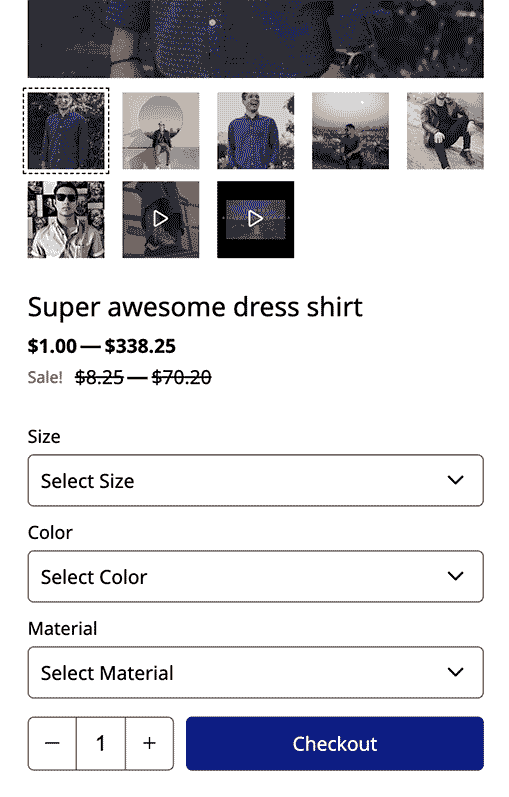 Super awesome dress shirt
$1.00 — $338.25
Sale! $8.25 — $70.20
Size
Select Size
Color
Select Color
Material
Select Material
1 Checkout